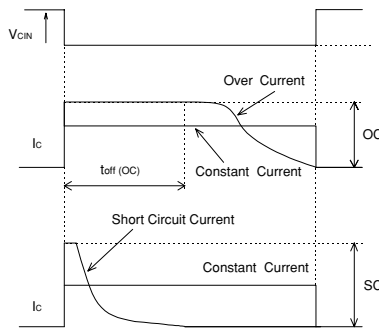 VCIN
Over Current
OC
IC
Constant Current
toff (OC)
Short Circuit Current
Constant Current
SC
IC